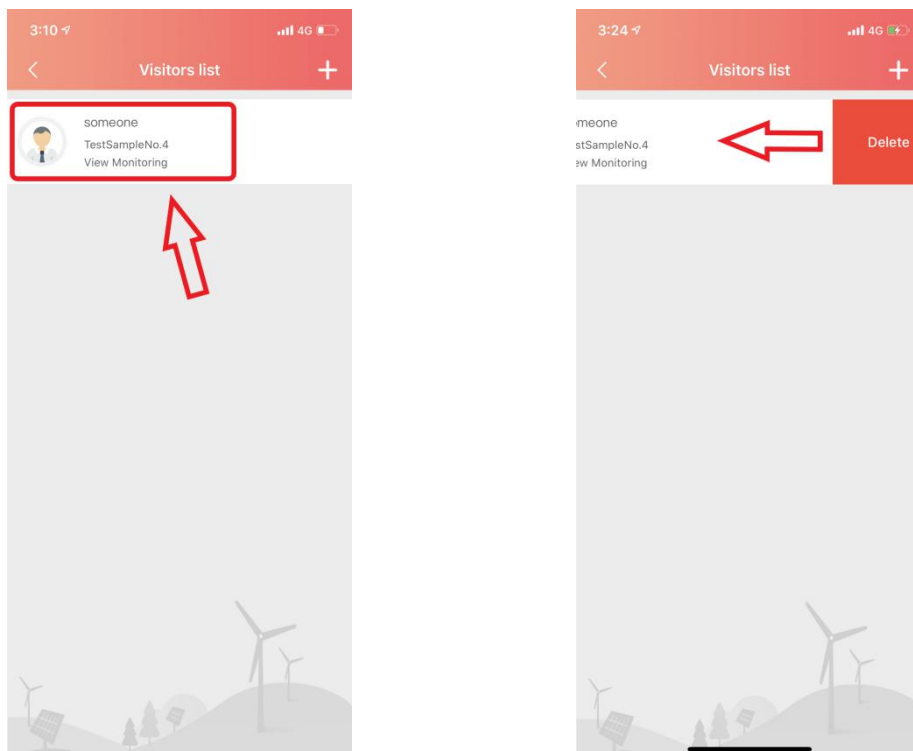 3:10
4G
Visitors list
someone
TestSampleNo.4
View Monitoring
3:24
4G
Visitors list
meone
stSampleNo.4
ew Monitoring
Delete